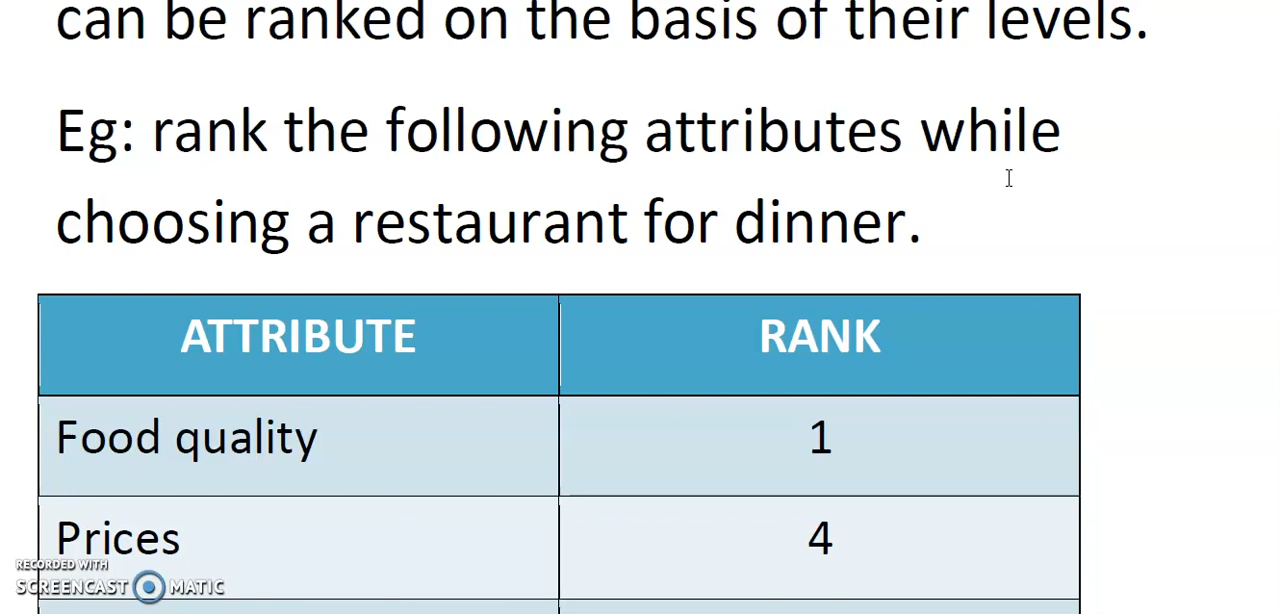 can be ranked on the basis of their levels.
Eg: rank the following attributes while
choosing a restaurant for dinner.
ATTRIBUTE RANK
Food quality 1
Prices 4
RECORDED WITH
SCREENCAST MATIC